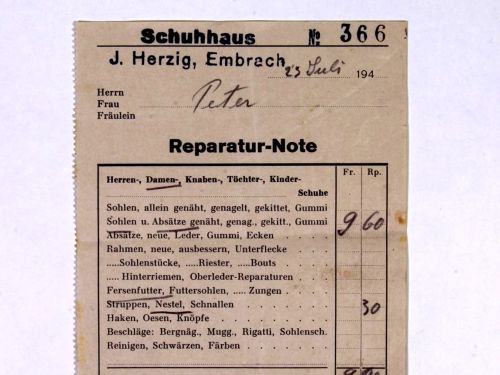 Schuhhaus № 366
J. Herzig, Embrach
23 Juli 194
Herrn
Frau Peter
Fräulein
Reparatur-Note
Fr. Rp.
Herren-, Damen-, Knaben-, Töchter-, Kinder-
Schuhe
Sohlen, allein genäht, genagelt, gekittet, Gummi
Sohlen u. Absätze genäht, genag., gekitt., Gummi 9 60
Absätze, neue, Leder, Gummi, Ecken . . . .
Rahmen, neue, ausbessern, Unterflecke . . .
.....Sohlenstücke, .....Riester, .....Bouts . . .
..... Hinterriemen, Oberleder-Reparaturen . . .
Fersenfutter, Futtersohlen, ..... Zungen . . . .
Struppen, Nestel, Schnallen . . . . . 30
Haken, Oesen, Knöpfe . . . . . .
Beschläge: Bergnäg., Mugg., Rigatti, Sohlensch.
Reinigen, Schwärzen, Färben . . . . .